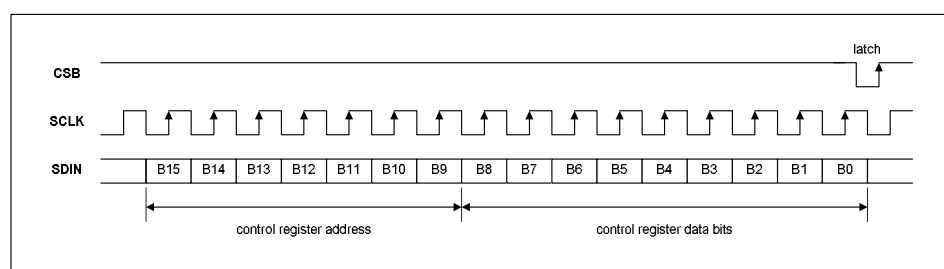 latch
CSB
SCLK
SDIN B15 B14 B13 B12 B11 B10 B9 B8 B7 B6 B5 B4 B3 B2 B1 B0
control register address control register data bits